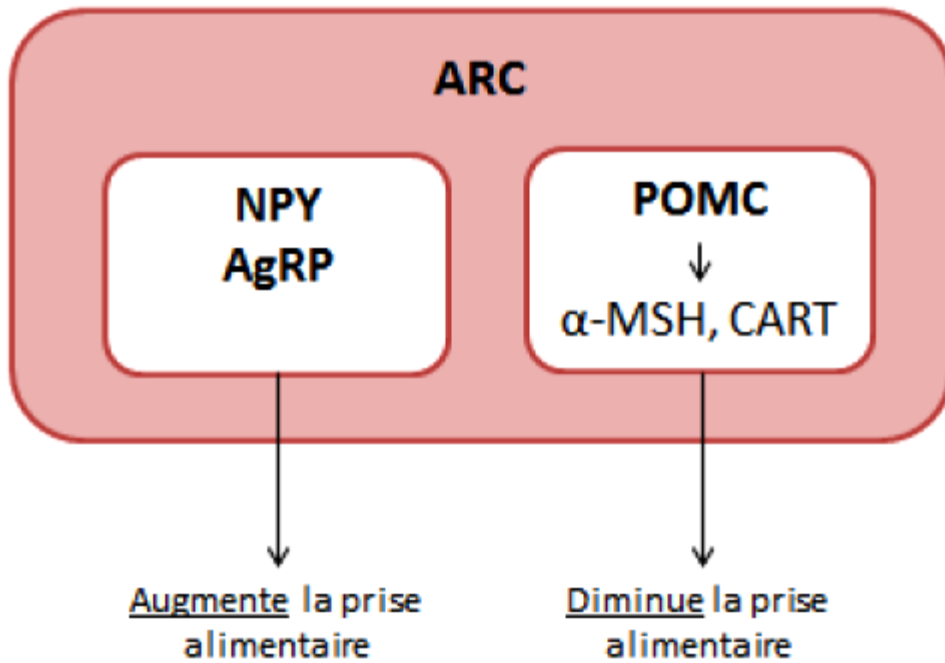 ARC
NPY
AgRP
POMC
α-MSH, CART
Augmente la prise
alimentaire
Diminue la prise
alimentaire